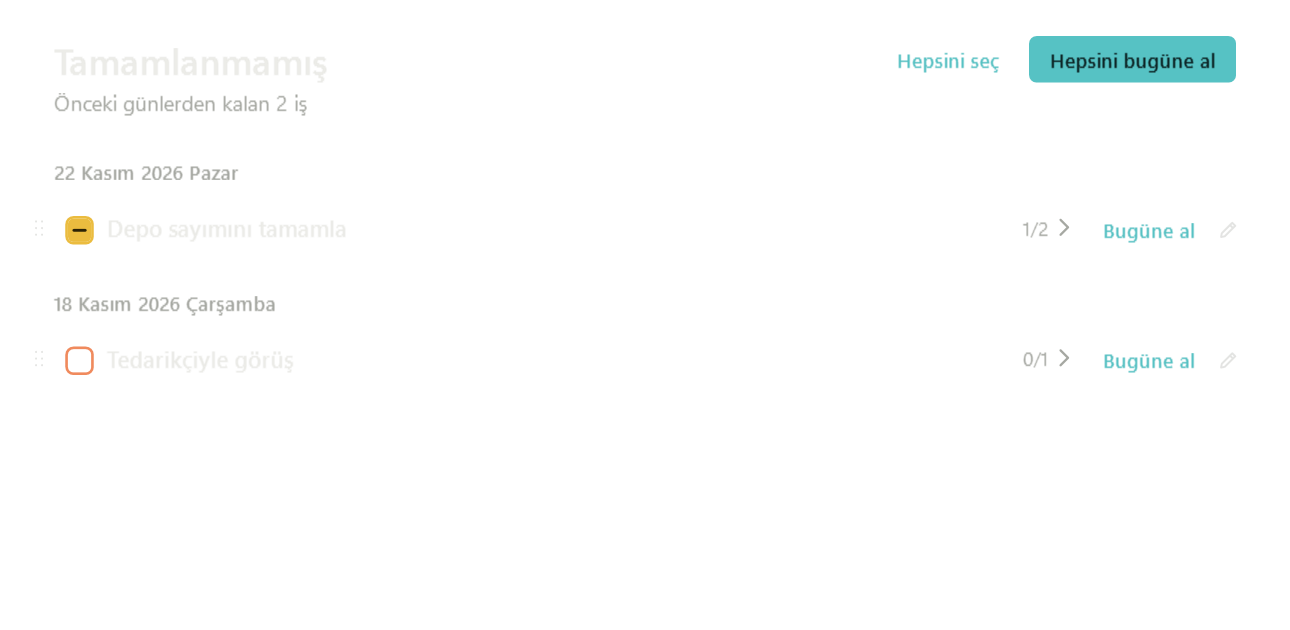 Tamamlanmamış
Hepsini seç
Hepsini bugüne al
Önceki günlerden kalan 2 iş
22 Kasım 2026 Pazar
Depo sayımını tamamla 1/2 Bugüne al
18 Kasım 2026 Çarşamba
Tedarikçiyle görüş 0/1 Bugüne al